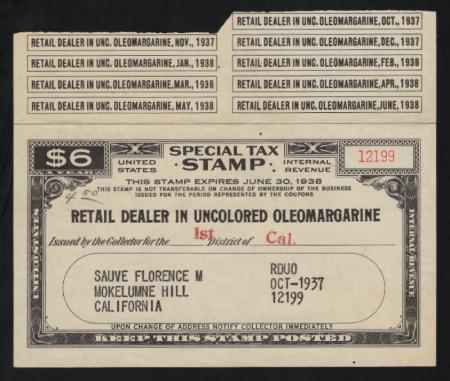 RETAIL DEALER IN UNC. OLEOMARGARINE, OCT., 1937
RETAIL DEALER IN UNC. OLEOMARGARINE, NOV., 1937
RETAIL DEALER IN UNC. OLEOMARGARINE, DEC., 1937
RETAIL DEALER IN UNC. OLEOMARGARINE, JAN., 1938
RETAIL DEALER IN UNC. OLEOMARGARINE, FEB., 1938
RETAIL DEALER IN UNC. OLEOMARGARINE, MAR., 1938
RETAIL DEALER IN UNC. OLEOMARGARINE, APR., 1938
RETAIL DEALER IN UNC. OLEOMARGARINE, MAY, 1938
RETAIL DEALER IN UNC. OLEOMARGARINE, JUNE, 1938
$6
A YEAR
UNITED STATES
SPECIAL TAX
STAMP
INTERNAL REVENUE
12199
THIS STAMP EXPIRES JUNE 30, 1938
THIS STAMP IS NOT TRANSFERABLE ON CHANGE OF OWNERSHIP OF THE BUSINESS
ISSUED FOR THE PERIOD REPRESENTED BY THE COUPONS
4 50
RETAIL DEALER IN UNCOLORED OLEOMARGARINE
Issued by the Collector for the 1st District of Cal.
SAUVE FLORENCE M RDUO
MOKELUMNE HILL OCT-1937
CALIFORNIA 12199
UNITED STATES
INTERNAL REVENUE
UPON CHANGE OF ADDRESS NOTIFY COLLECTOR IMMEDIATELY
KEEP THIS STAMP POSTED